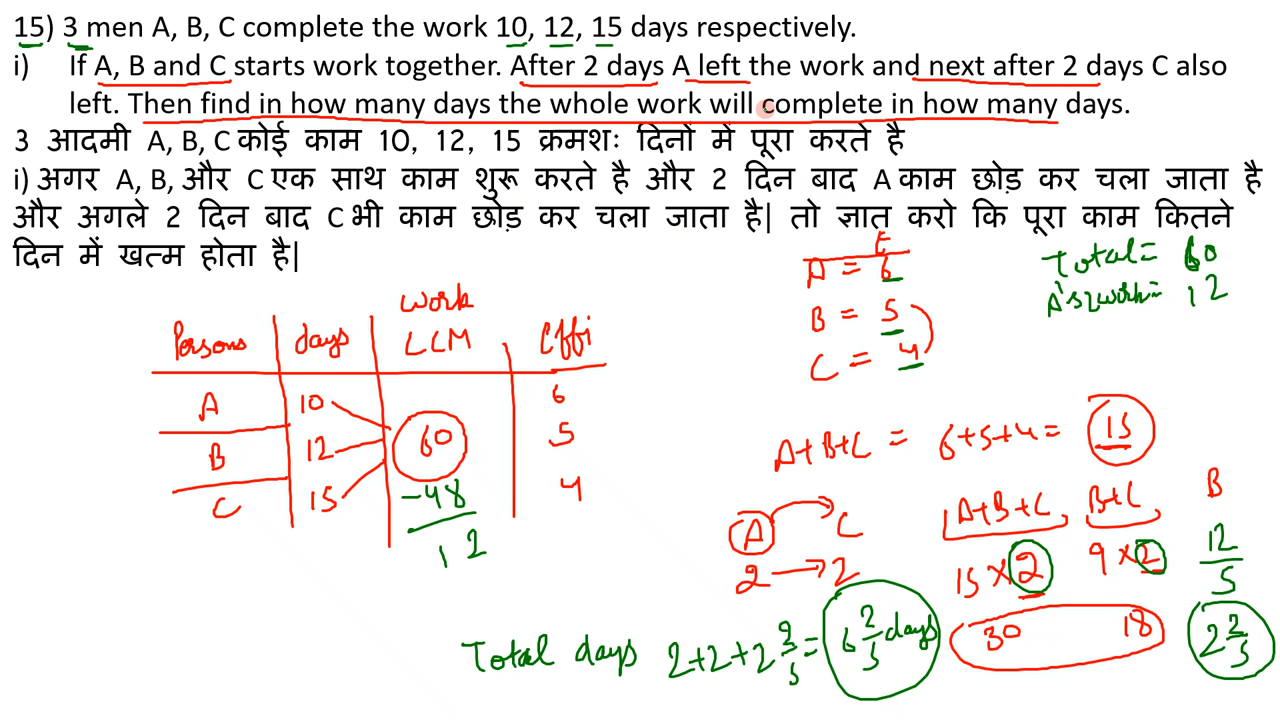 15) 3 men A, B, C complete the work 10, 12, 15 days respectively.
i) If A, B and C starts work together. After 2 days A left the work and next after 2 days C also
left. Then find in how many days the whole work will complete in how many days.
3 आदमी A, B, C कोई काम 10, 12, 15 क्रमशः दिनों में पूरा करते है
i) अगर A, B, और C एक साथ काम शुरू करते है और 2 दिन बाद A काम छोड़ कर चला जाता है
और अगले 2 दिन बाद C भी काम छोड़ कर चला जाता है| तो ज्ञात करो कि पूरा काम कितने
दिन में खत्म होता है|
E
A = 6
B = 5
C = 4
Total = 60
A's 2 work = 12
Persons days work LCM Effi
A 10 6
B 12 60 5
C 15 4
-48
12
A+B+C = 6+5+4 = 15
A C
2 → 2
A+B+C B+C B
15 × 2 9 × 2 12/5
30 18 2 2/5
Total days 2+2+2 2/5 = 6 2/5 days